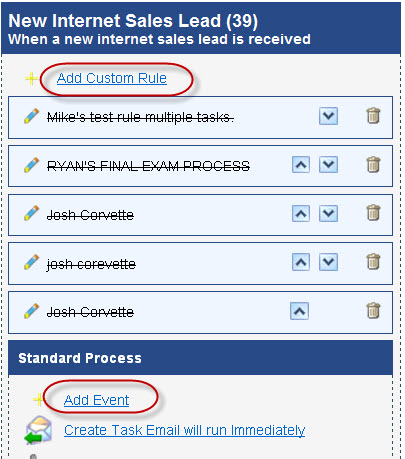 New Internet Sales Lead (39)
When a new internet sales lead is received
Add Custom Rule
Mike's test rule multiple tasks.
RYAN'S FINAL EXAM PROCESS
Josh Corvette
josh corevette
Josh Corvette
Standard Process
Add Event
Create Task Email will run Immediately